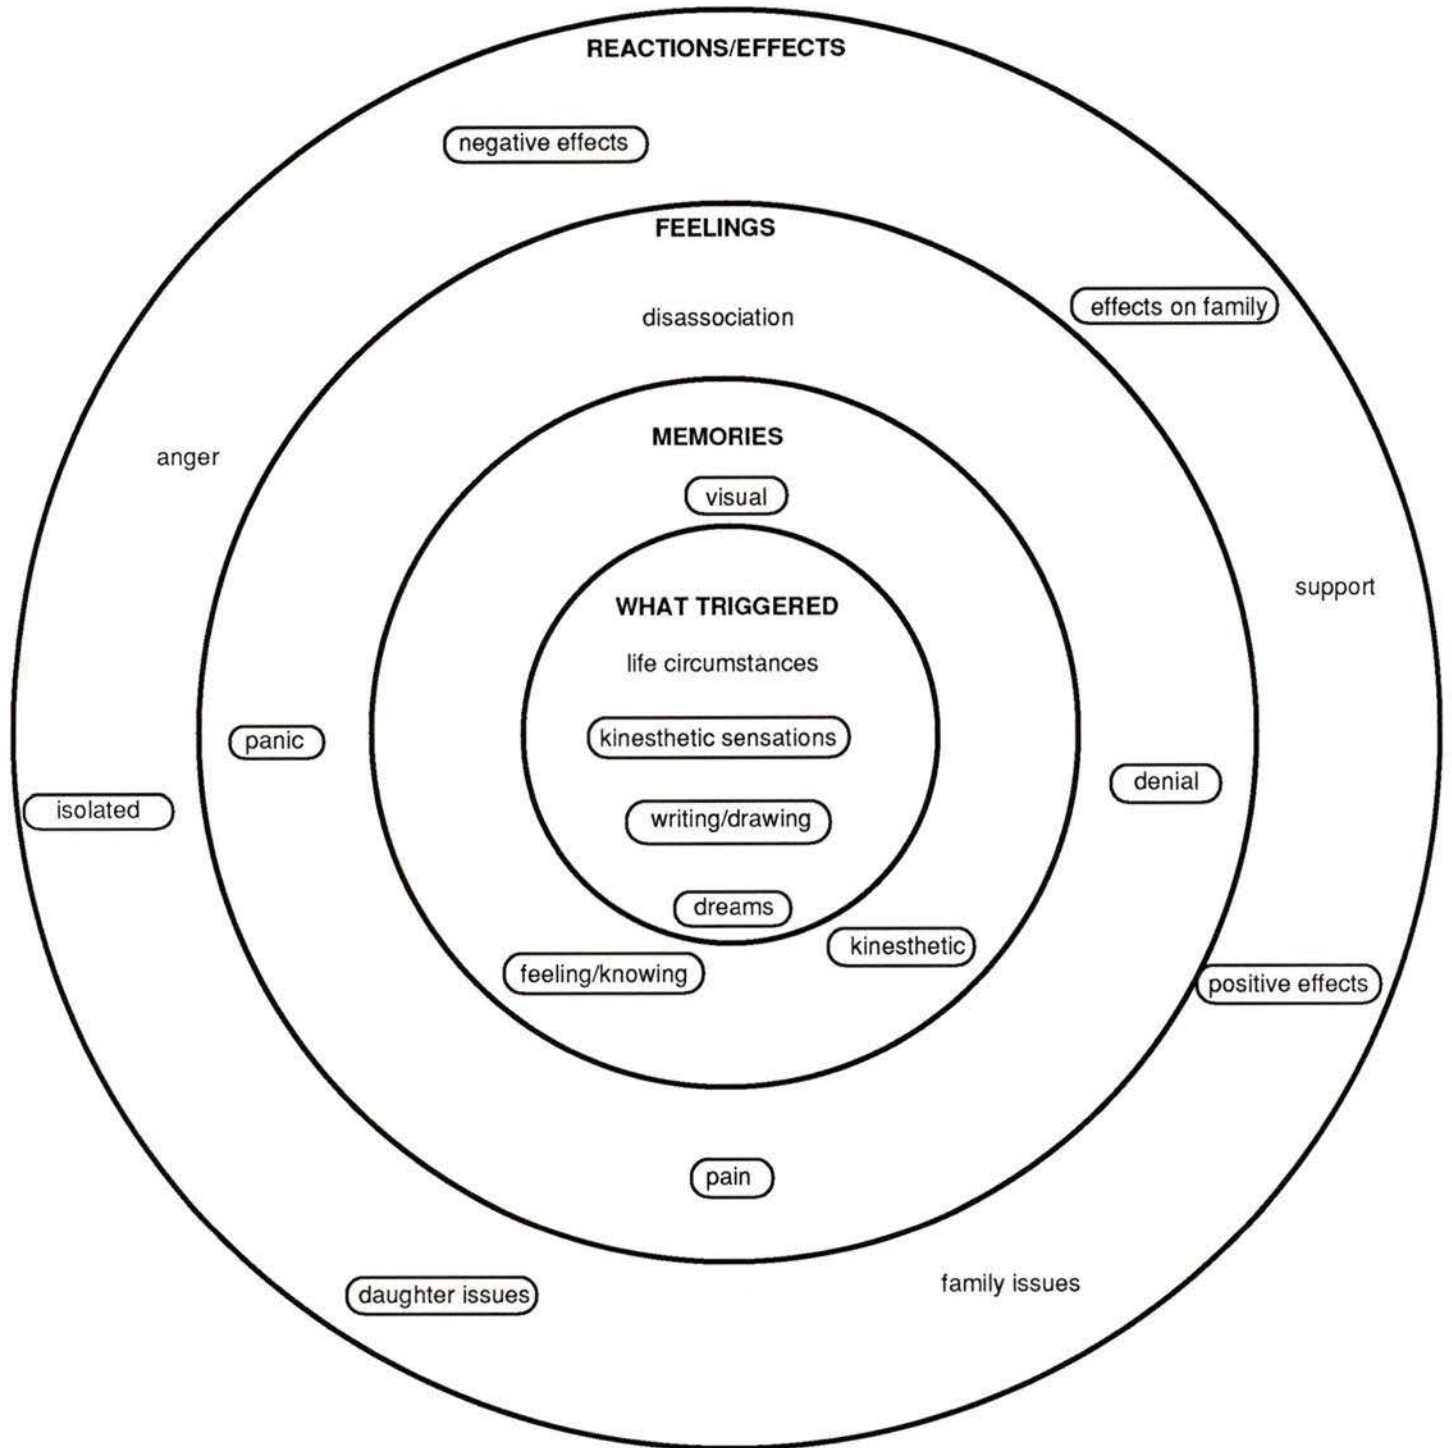 REACTIONS/EFFECTS
negative effects
FEELINGS
effects on family
disassociation
MEMORIES
anger
visual
support
WHAT TRIGGERED
life circumstances
kinesthetic sensations
panic
denial
isolated
writing/drawing
dreams
kinesthetic
feeling/knowing
positive effects
pain
family issues
daughter issues